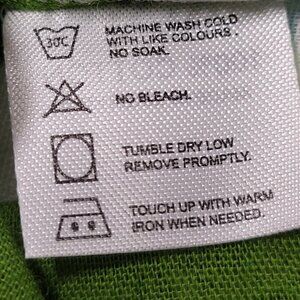 30°C
MACHINE WASH COLD
WITH LIKE COLOURS.
NO SOAK.
NO BLEACH.
TUMBLE DRY LOW
REMOVE PROMPTLY.
TOUCH UP WITH WARM
IRON WHEN NEEDED.